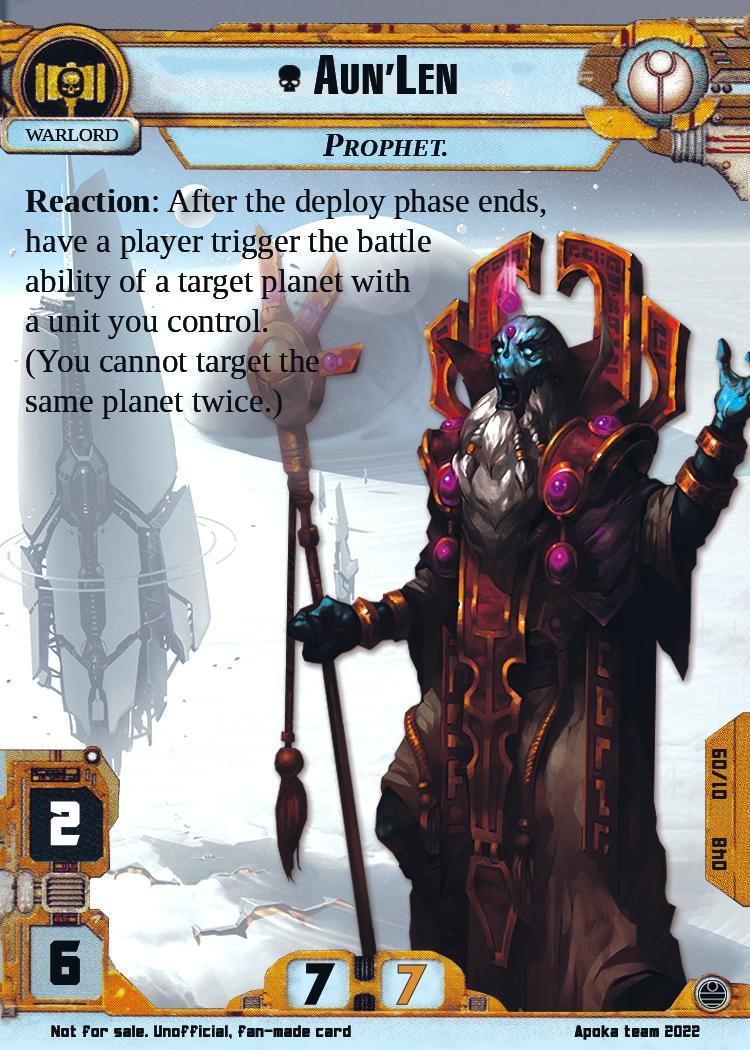 Aun'Len
WARLORD
Prophet.
Reaction: After the deploy phase ends,
have a player trigger the battle
ability of a target planet with
a unit you control.
(You cannot target the
same planet twice.)
2
6
7 7
048 01/09
Not for sale. Unofficial, fan-made card
Apoka team 2022